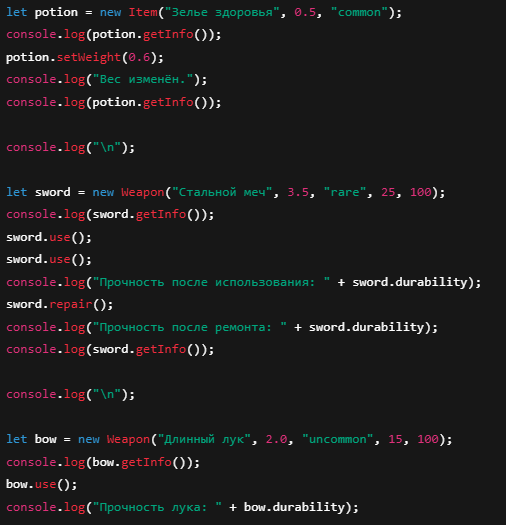 let potion = new Item("Зелье здоровья", 0.5, "common");
console.log(potion.getInfo());
potion.setWeight(0.6);
console.log("Вес изменён.");
console.log(potion.getInfo());
console.log("\n");
let sword = new Weapon("Стальной меч", 3.5, "rare", 25, 100);
console.log(sword.getInfo());
sword.use();
sword.use();
console.log("Прочность после использования: " + sword.durability);
sword.repair();
console.log("Прочность после ремонта: " + sword.durability);
console.log(sword.getInfo());
console.log("\n");
let bow = new Weapon("Длинный лук", 2.0, "uncommon", 15, 100);
console.log(bow.getInfo());
bow.use();
console.log("Прочность лука: " + bow.durability);